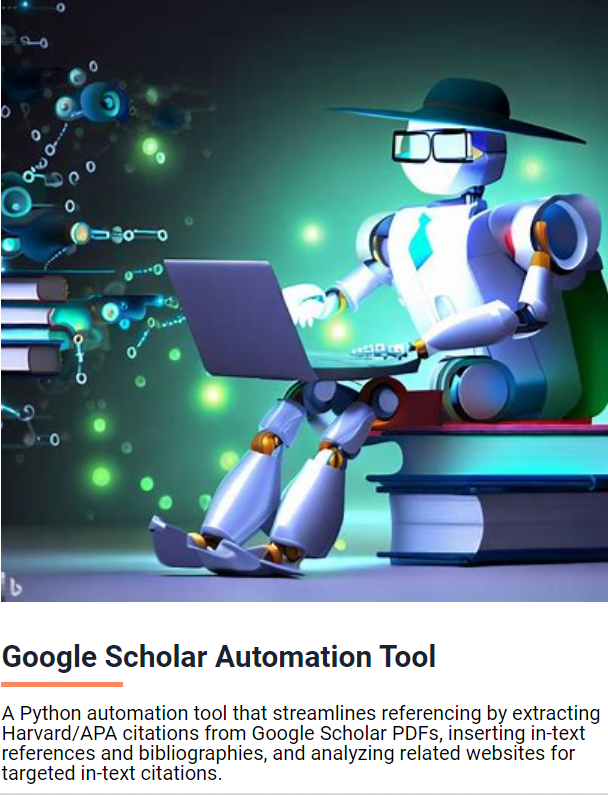 Google Scholar Automation Tool
A Python automation tool that streamlines referencing by extracting
Harvard/APA citations from Google Scholar PDFs, inserting in-text
references and bibliographies, and analyzing related websites for
targeted in-text citations.